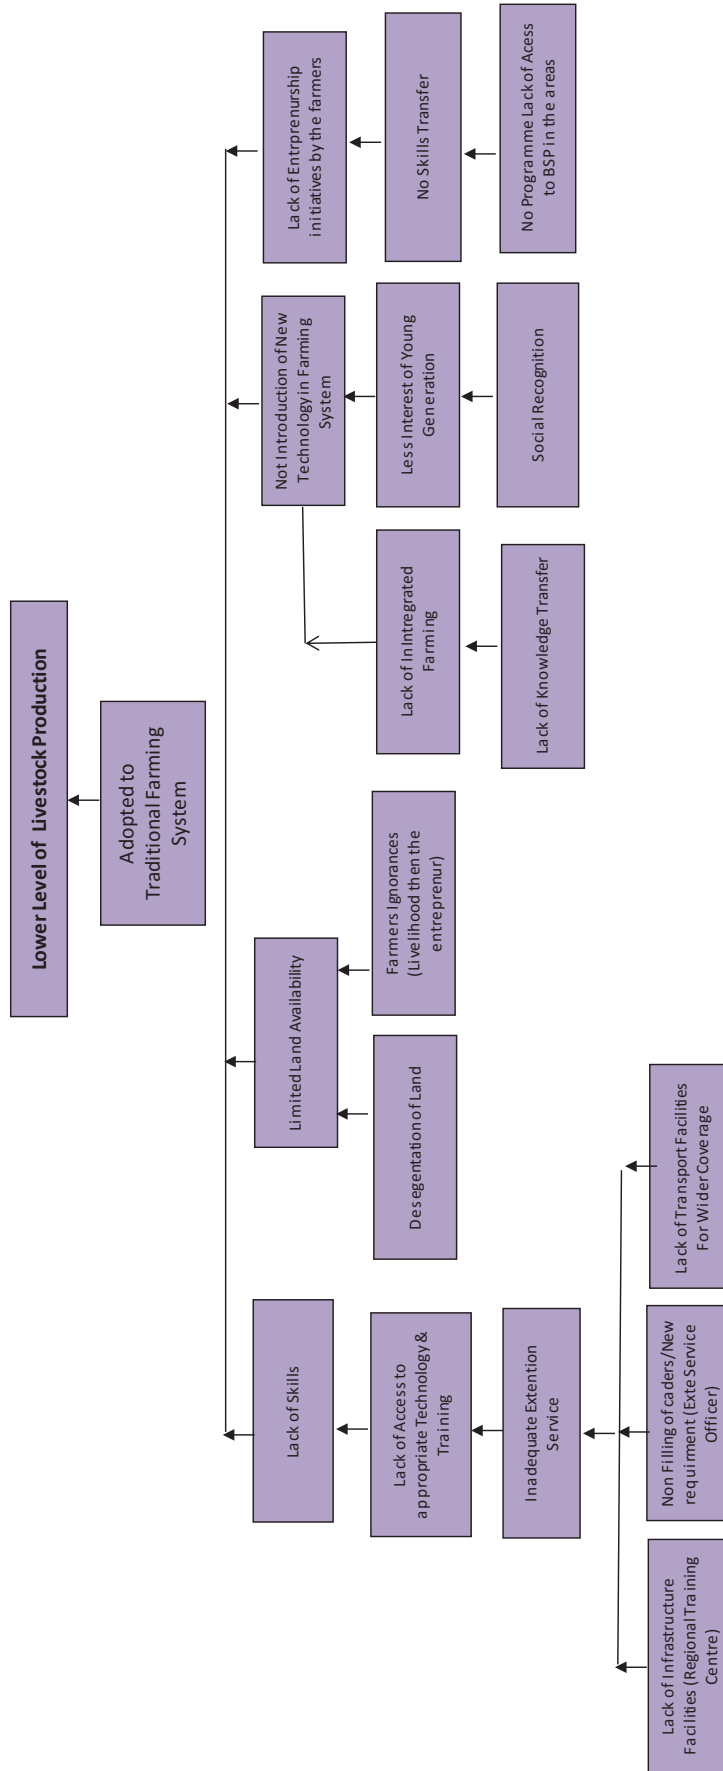 Lower Level of Livestock Production
Adopted to
Traditional Farming
System
Lack of Skills
Limited Land Availability
Not Introduction of New
Technology in Farming
System
Lack of Entrprenurship
initiatives by the farmers
Lack of Access to
appropriate Technology &
Training
Desegentation of Land
Farmers Ignorances
(Livelihood then the
entreprenur)
Lack of InIntregrated
Farming
Less Interest of Young
Generation
No Skills Transfer
Inadequate Extention
Service
Lack of Knowledge Transfer
Social Recognition
No Programme Lack of Acess
to BSP in the areas
Lack of Infrastructure
Facilities (Regional Training
Centre)
Non Filling of caders/New
requirment (Exte Service
Officer)
Lack of Transport Facilities
For Wider Coverage